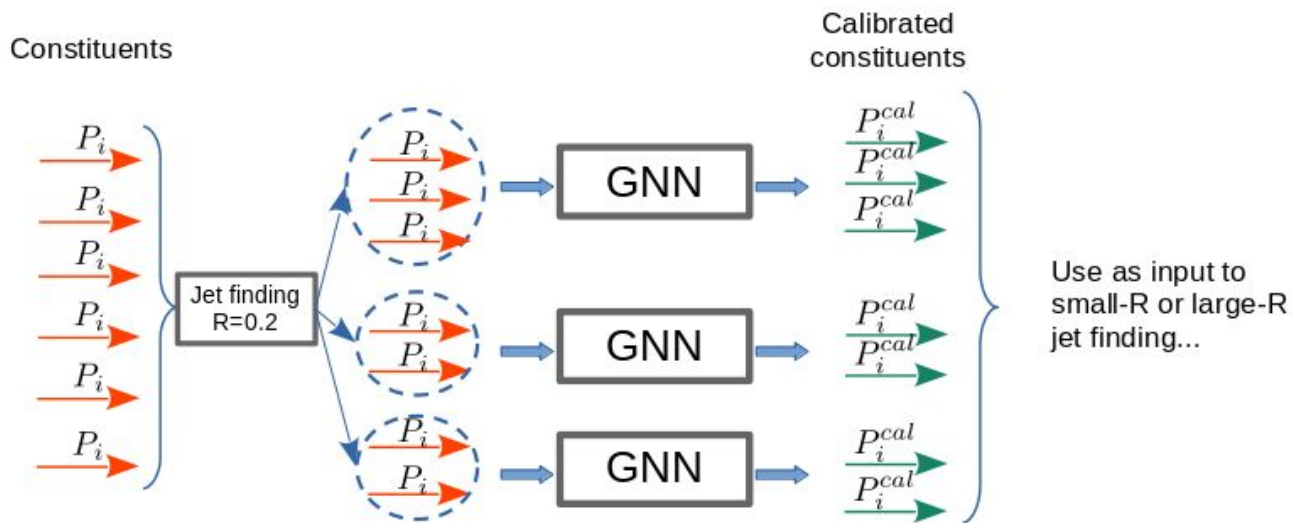 Constituents
Calibrated
constituents
P_i
P_i
P_i
P_i
P_i
P_i
Jet finding
R=0.2
P_i
P_i
P_i
GNN
P_i^{cal}
P_i^{cal}
P_i^{cal}
P_i
P_i
GNN
P_i^{cal}
P_i^{cal}
P_i
P_i
GNN
P_i^{cal}
P_i^{cal}
Use as input to
small-R or large-R
jet finding...